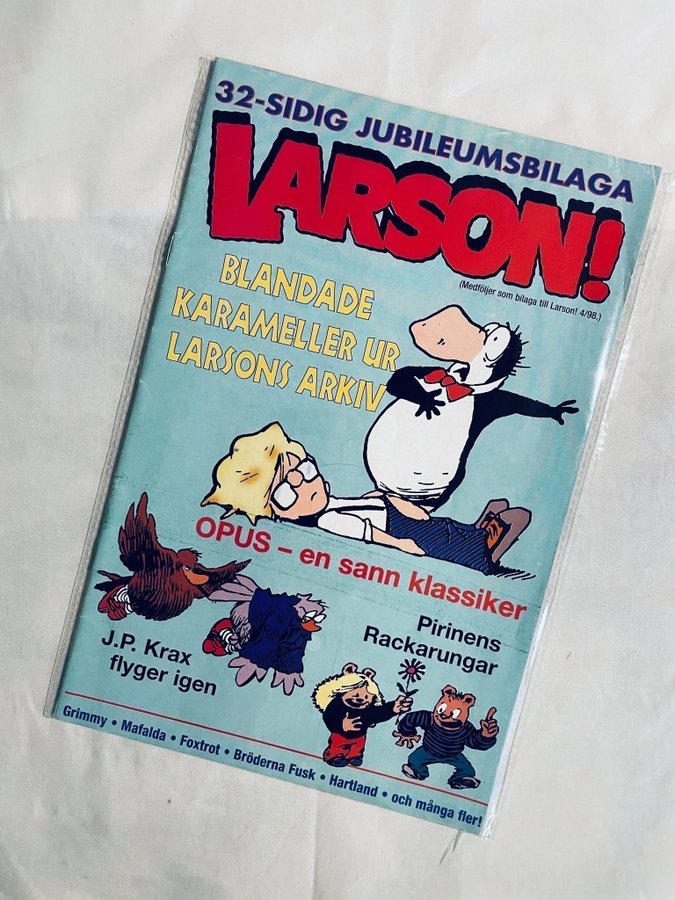 32-SIDIG JUBILEUMSBILAGA
LARSON!
(Medföljer som bilaga till Larson! 4/98.)
BLANDADE
KARAMELLER UR
LARSONS ARKIV
OPUS – en sann klassiker
J.P. Krax
flyger igen
Pirinens
Rackarungar
Grimmy • Mafalda • Foxtrot • Bröderna Fusk • Hartland • och många fler!